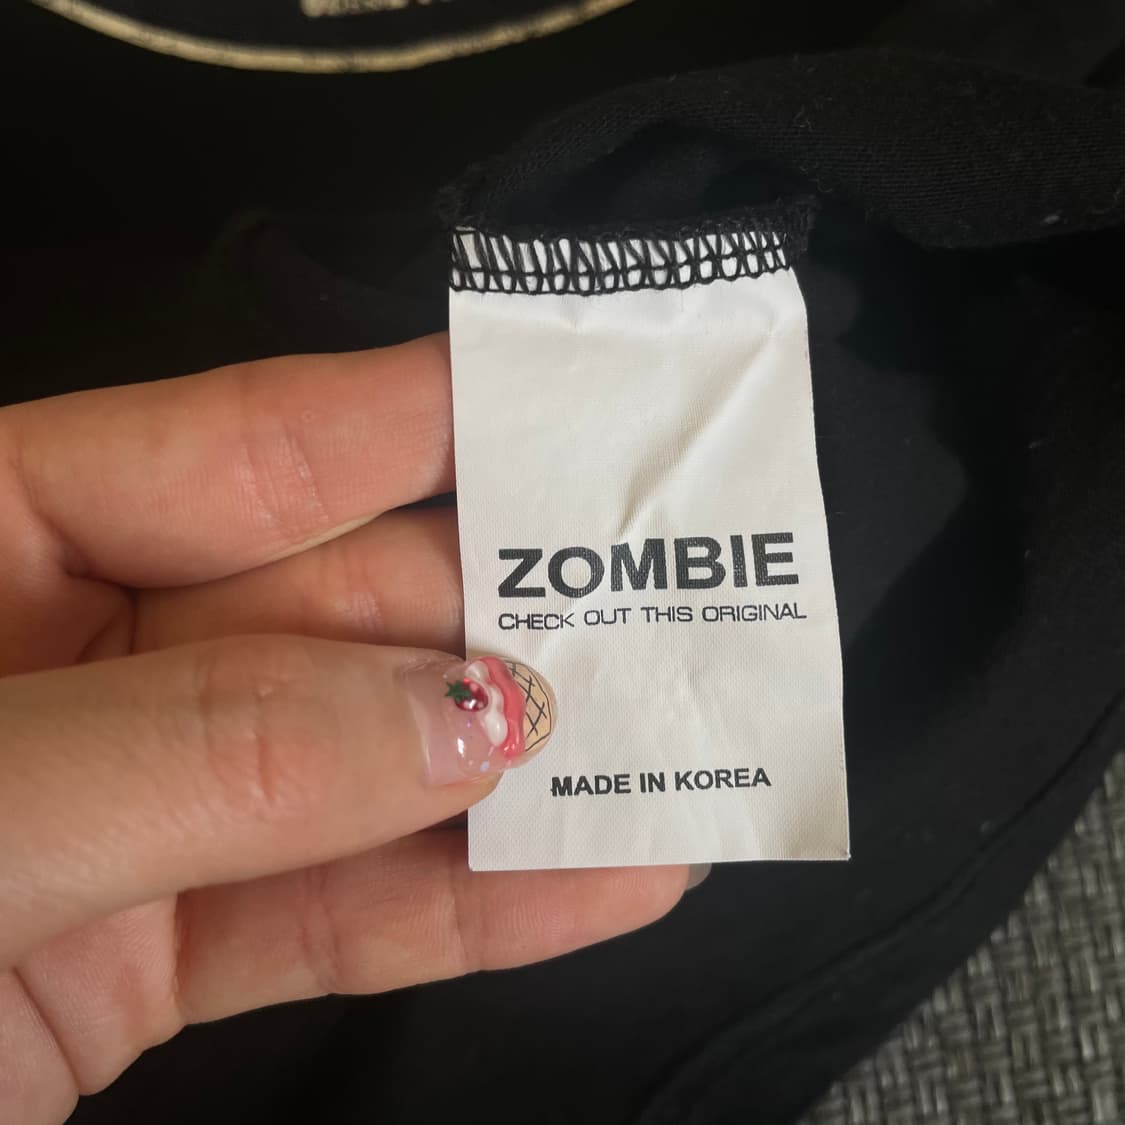 ZOMBIE
CHECK OUT THIS ORIGINAL
MADE IN KOREA